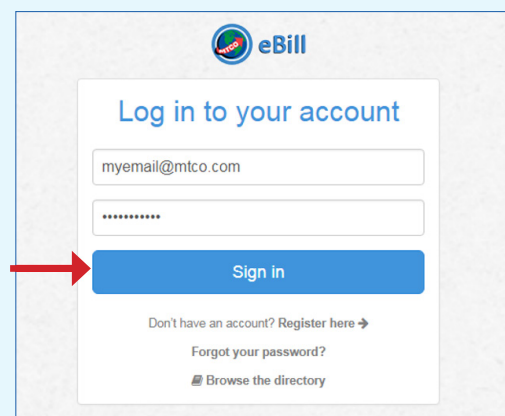 MTCO eBill
Log in to your account
myemail@mtco.com
•••••••••••
Sign in
Don't have an account? Register here →
Forgot your password?
Browse the directory